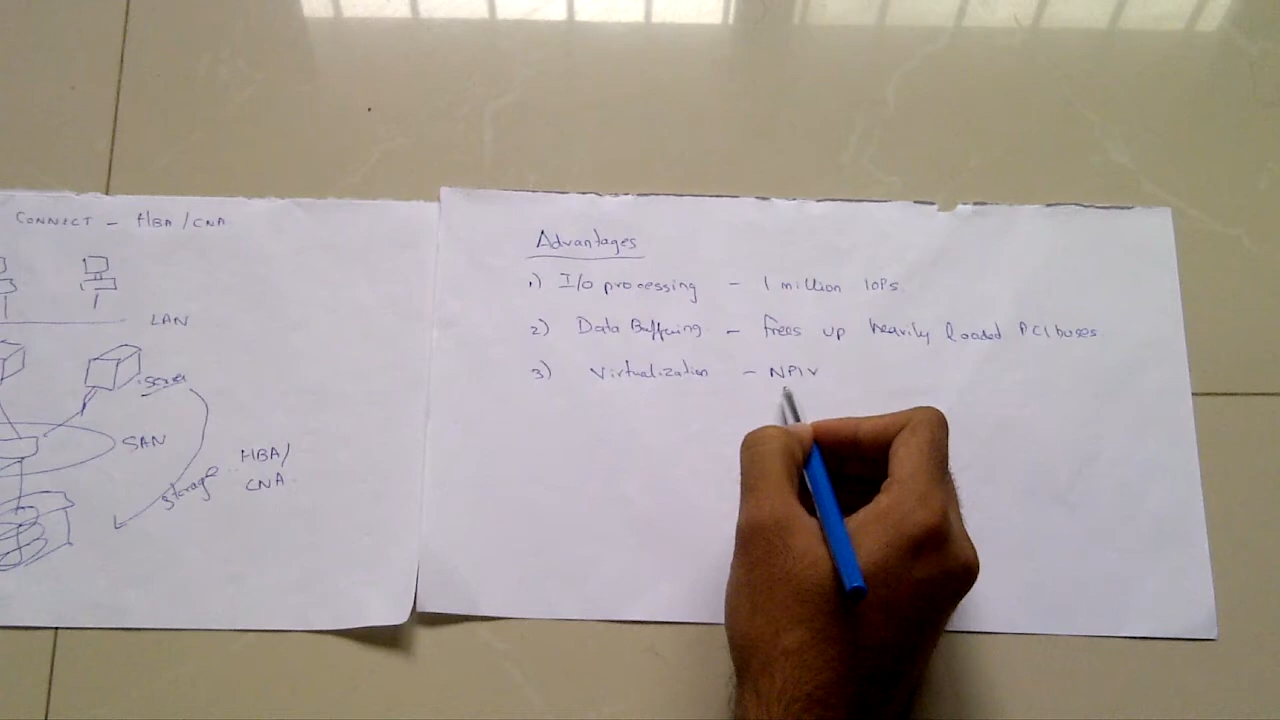 CONNECT - HBA/CNA
LAN
Server
SAN
Storage
HBA/
CNA
Advantages
1) I/O processing - 1 million IOPs
2) Data Buffering - frees up heavily loaded PCI buses
3) Virtualization - NPIV